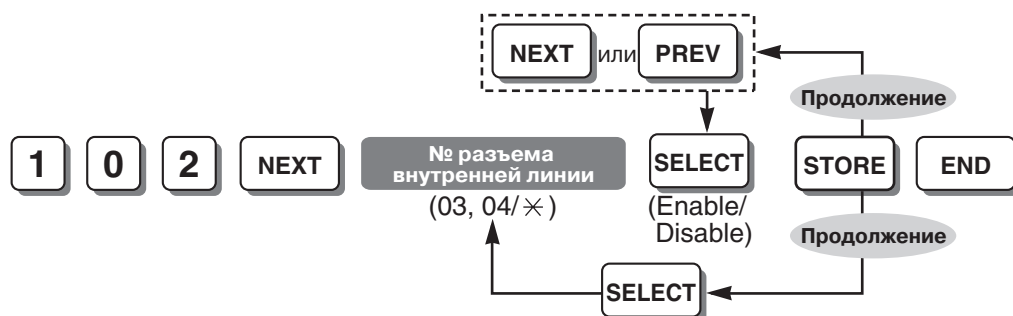 NEXT или PREV
Продолжение
1 0 2 NEXT № разъема внутренней линии SELECT STORE END
(03, 04/✳)
(Enable/
Disable)
Продолжение
SELECT